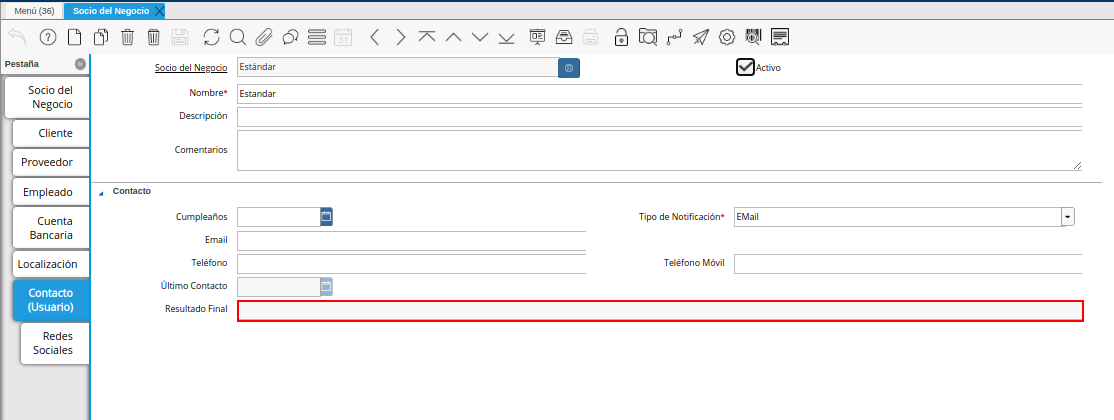 Menú (36)
Socio del Negocio
Pestaña
Socio del
Negocio
Cliente
Proveedor
Empleado
Cuenta
Bancaria
Localización
Contacto
(Usuario)
Redes
Sociales
Socio del Negocio
Estándar
Activo
Nombre*
Estandar
Descripción
Comentarios
Contacto
Cumpleaños
Tipo de Notificación*
EMail
Email
Teléfono
Teléfono Móvil
Último Contacto
Resultado Final